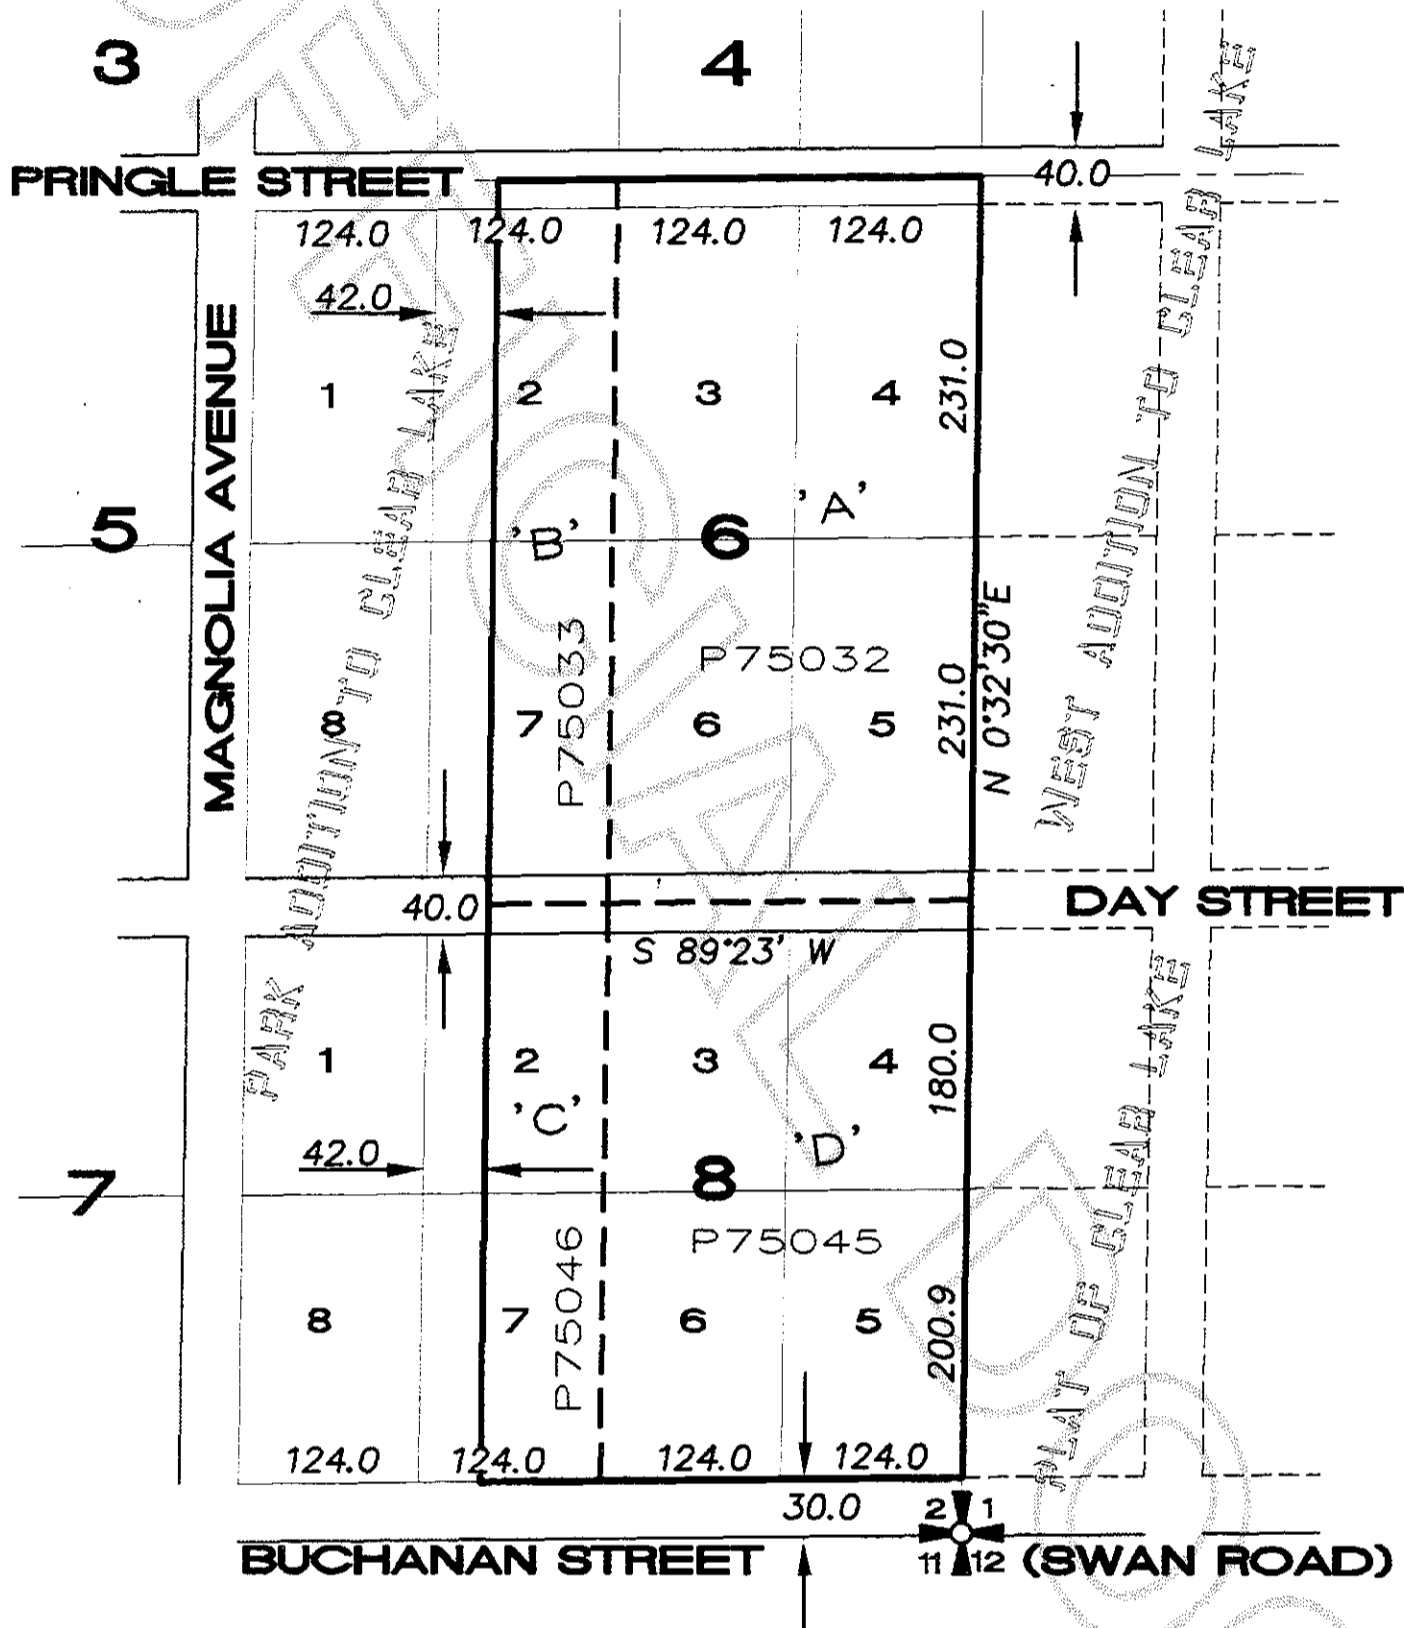 3
4
PRINGLE STREET
40.0
124.0 124.0 124.0 124.0
42.0
1 2 3 4
231.0
MAGNOLIA AVENUE
PARK ADDITION TO CLEAR LAKE
WEST ADDITION TO CLEAR LAKE
5
'B'
6
'A'
P75033
P75032
N 0°32'30"E
231.0
8 7 6 5
40.0
DAY STREET
S 89°23' W
1 2 3 4
180.0
'C'
'D'
42.0
7
8
P75046
P75045
PLAT OF CLEAR LAKE
8 7 6 5
200.9
124.0 124.0 124.0 124.0
30.0
2 1
11 12
BUCHANAN STREET (SWAN ROAD)